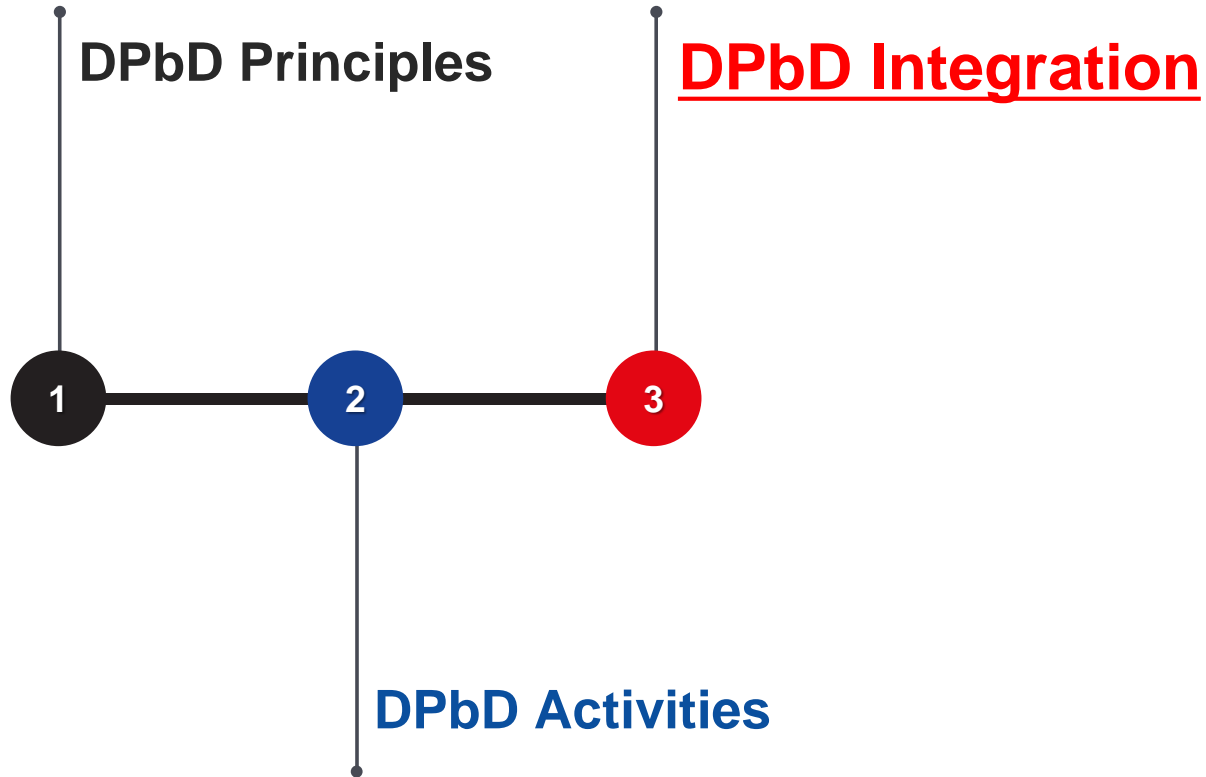 DPbD Principles
DPbD Integration
1
2
3
DPbD Activities